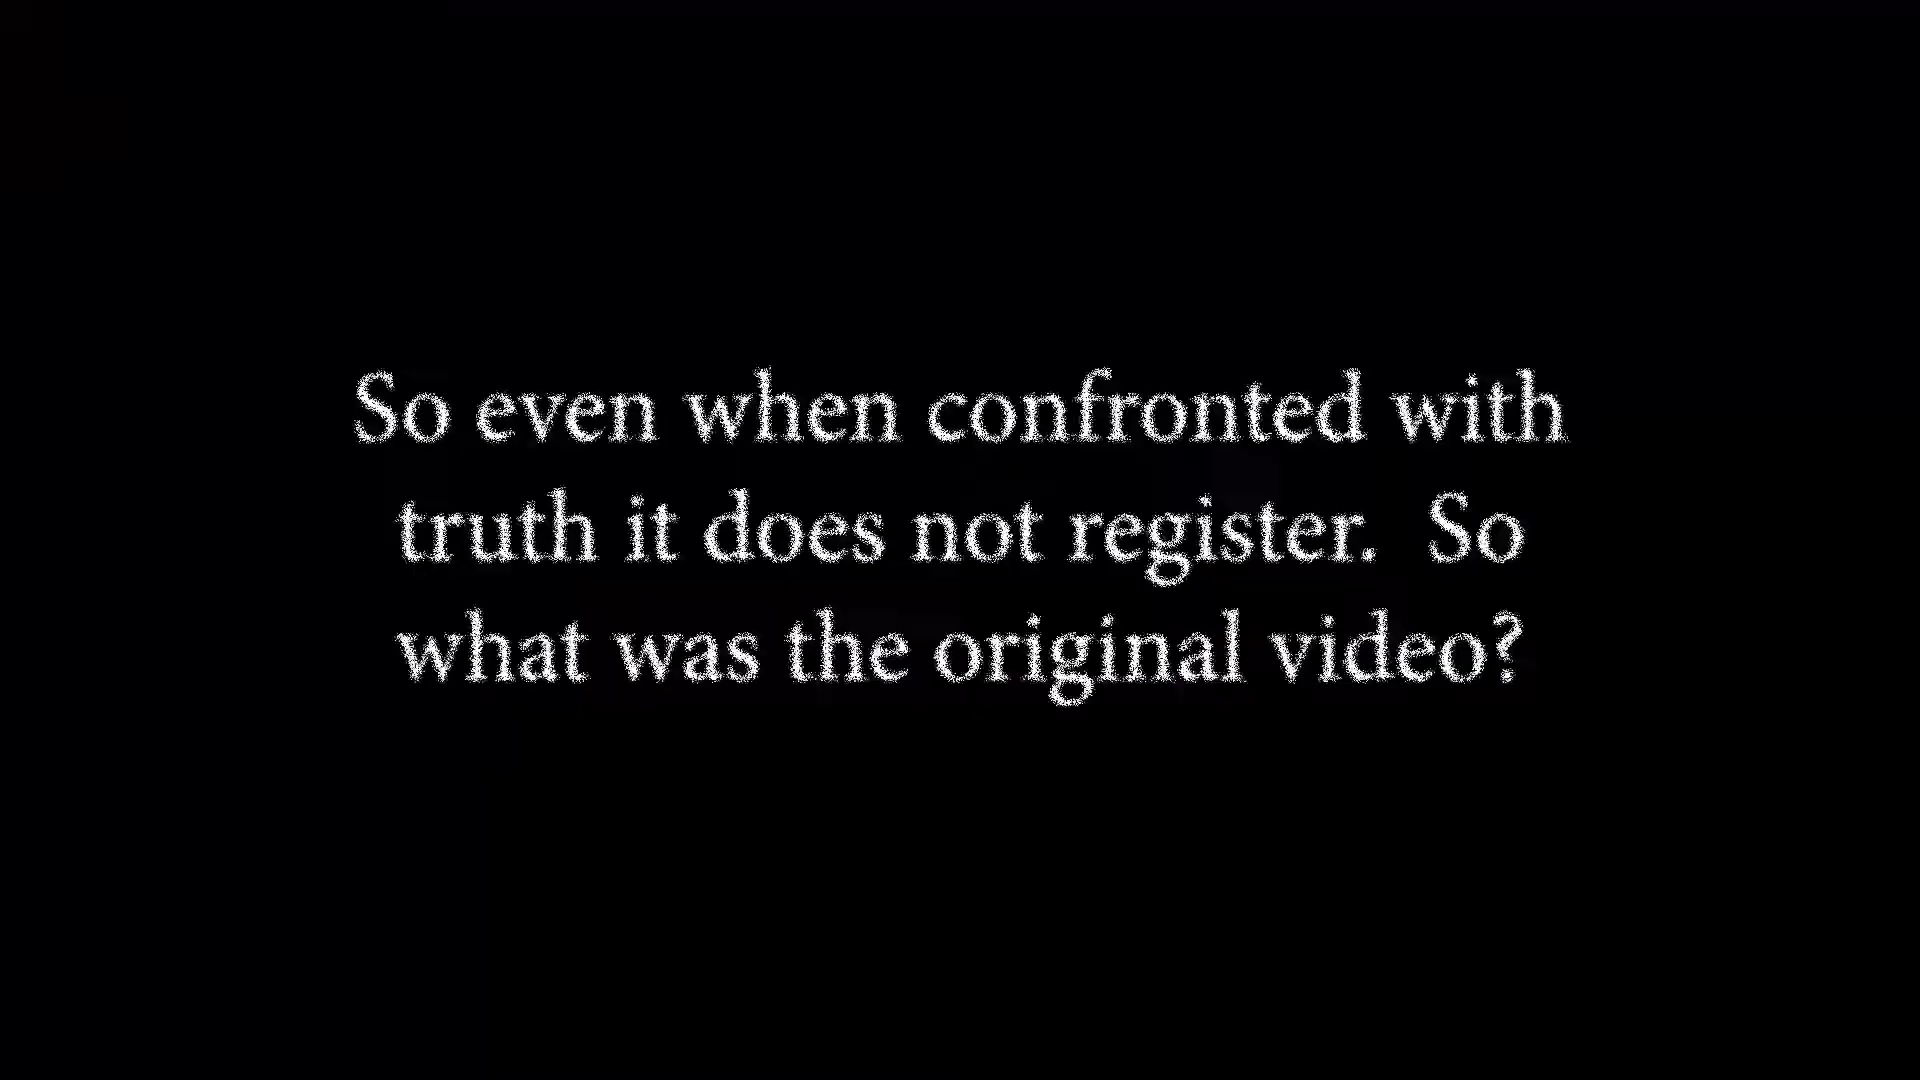 So even when confronted with
truth it does not register.  So
what was the original video?